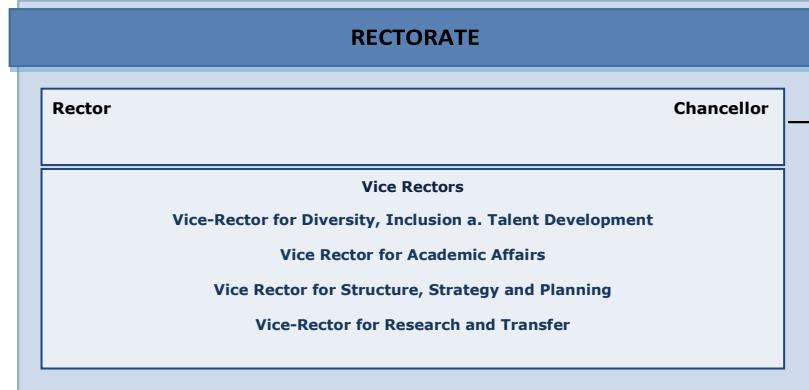 RECTORATE
Rector Chancellor
Vice Rectors
Vice-Rector for Diversity, Inclusion a. Talent Development
Vice Rector for Academic Affairs
Vice Rector for Structure, Strategy and Planning
Vice-Rector for Research and Transfer